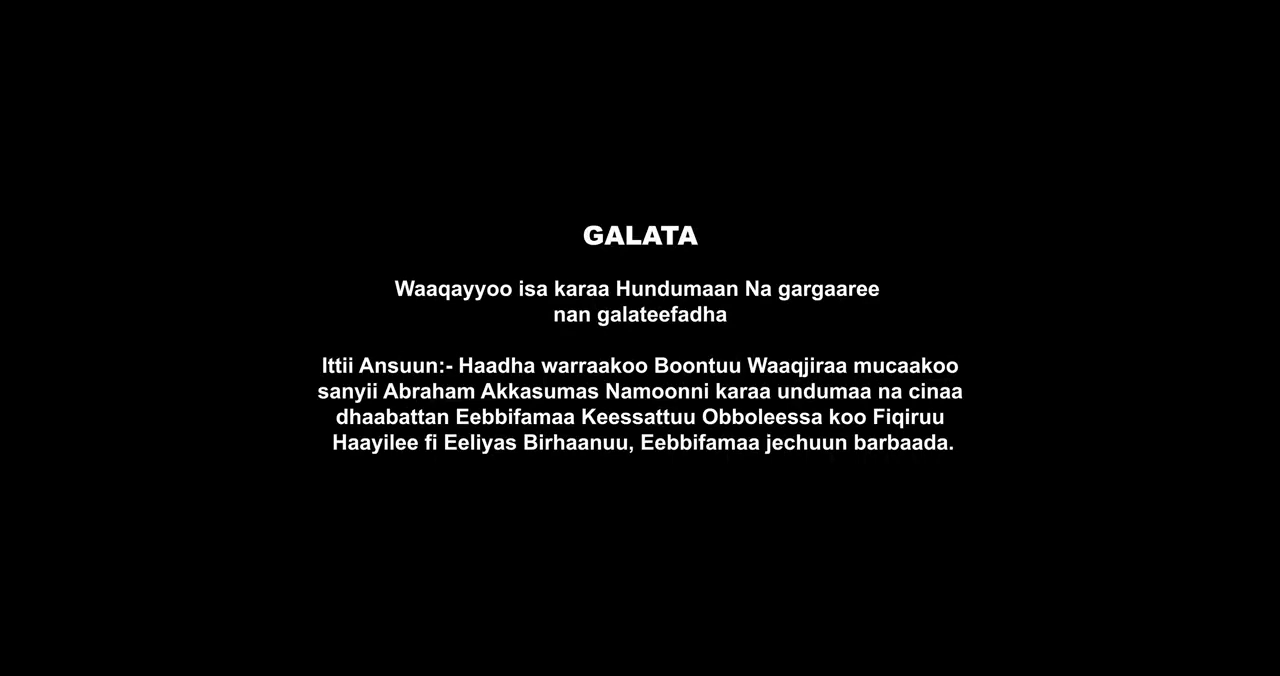 GALATA
Waaqayyoo isa karaa Hundumaan Na gargaaree
nan galateefadha
Ittii Ansuun:- Haadha warraakoo Boontuu Waaqjiraa mucaakoo
sanyii Abraham Akkasumas Namoonni karaa undumaa na cinaa
dhaabattan Eebbifamaa Keessattuu Obboleessa koo Fiqiruu
Haayilee fi Eeliyas Birhaanuu, Eebbifamaa jechuun barbaada.